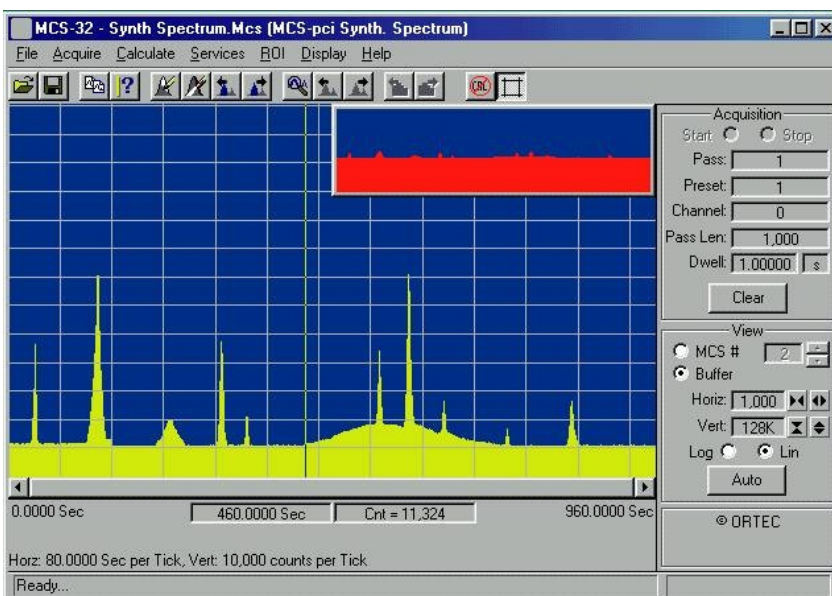 MCS-32 - Synth Spectrum.Mcs (MCS-pci Synth. Spectrum)
File Acquire Calculate Services ROI Display Help
Acquisition
Start Stop
Pass: 1
Preset: 1
Channel: 0
Pass Len: 1,000
Dwell: 1.00000 s
Clear
View
MCS # 2
Buffer
Horiz: 1,000
Vert: 128K
Log Lin
Auto
0.0000 Sec 460.0000 Sec Cnt = 11,324 960.0000 Sec
© ORTEC
Horz: 80.0000 Sec per Tick, Vert: 10,000 counts per Tick
Ready...